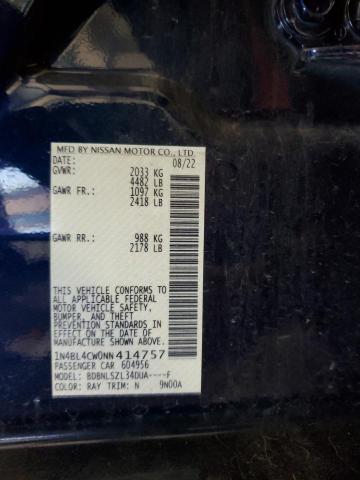 MFD BY NISSAN MOTOR CO., LTD
DATE: 08/22
GVWR: 2033 KG
4482 LB
GAWR FR.: 1097 KG
2418 LB
GAWR RR.: 988 KG
2178 LB
THIS VEHICLE CONFORMS TO
ALL APPLICABLE FEDERAL
MOTOR VEHICLE SAFETY,
BUMPER, AND THEFT
PREVENTION STANDARDS IN
EFFECT ON THE DATE OF
MANUFACTURE SHOWN ABOVE.
1N4BL4CW0NN414757
PASSENGER CAR 604956
MODEL: BDBNLSZL34DUA----F
COLOR: RAY TRIM: N 9N00A